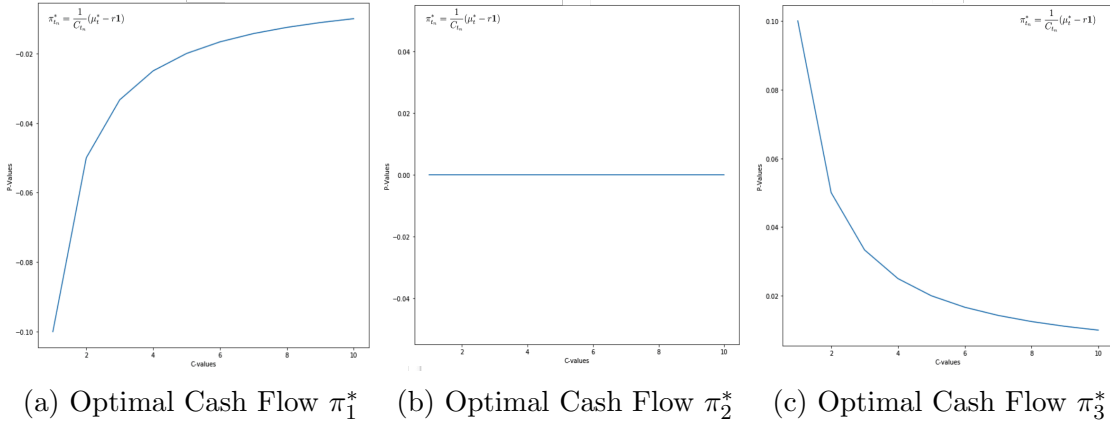 π*_{t_n} = 1/C_{t_n} (μ*_t − r1)
P-Values
−0.02
−0.04
−0.06
−0.08
−0.10
2 4 6 8 10
C-values
(a) Optimal Cash Flow π*_1
π*_{t_n} = 1/C_{t_n} (μ*_t − r1)
P-Values
0.04
0.02
0.00
−0.02
−0.04
2 4 6 8 10
C-values
(b) Optimal Cash Flow π*_2
π*_{t_n} = 1/C_{t_n} (μ*_t − r1)
P-Values
0.10
0.08
0.06
0.04
0.02
2 4 6 8 10
C-values
(c) Optimal Cash Flow π*_3